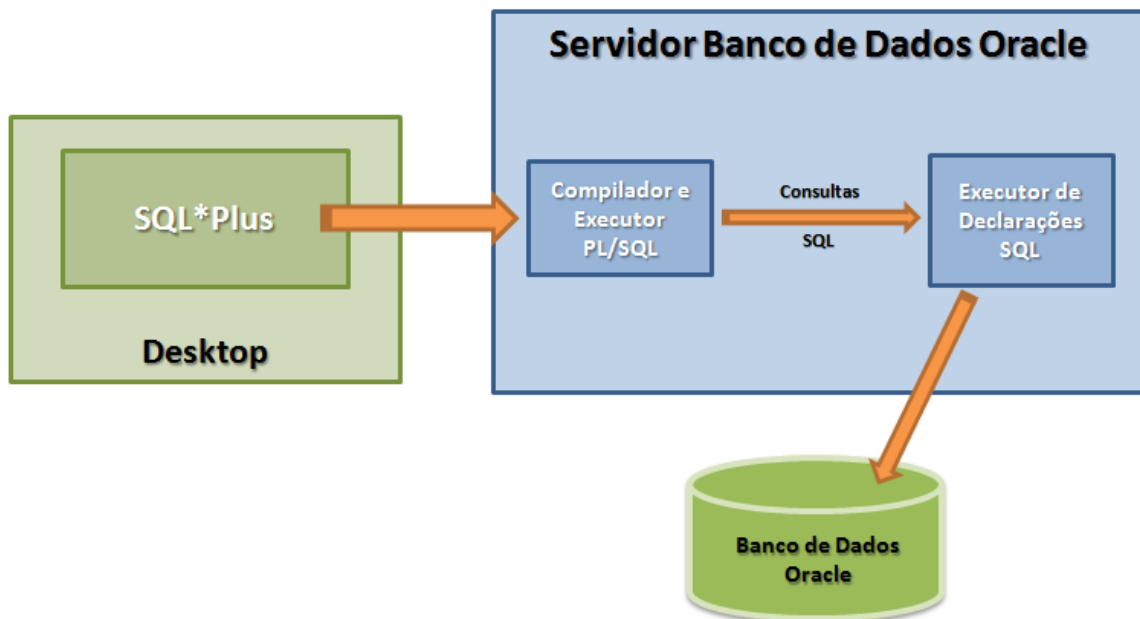 Servidor Banco de Dados Oracle
SQL*Plus
Desktop
Compilador e
Executor
PL/SQL
Consultas
SQL
Executor de
Declarações
SQL
Banco de Dados
Oracle